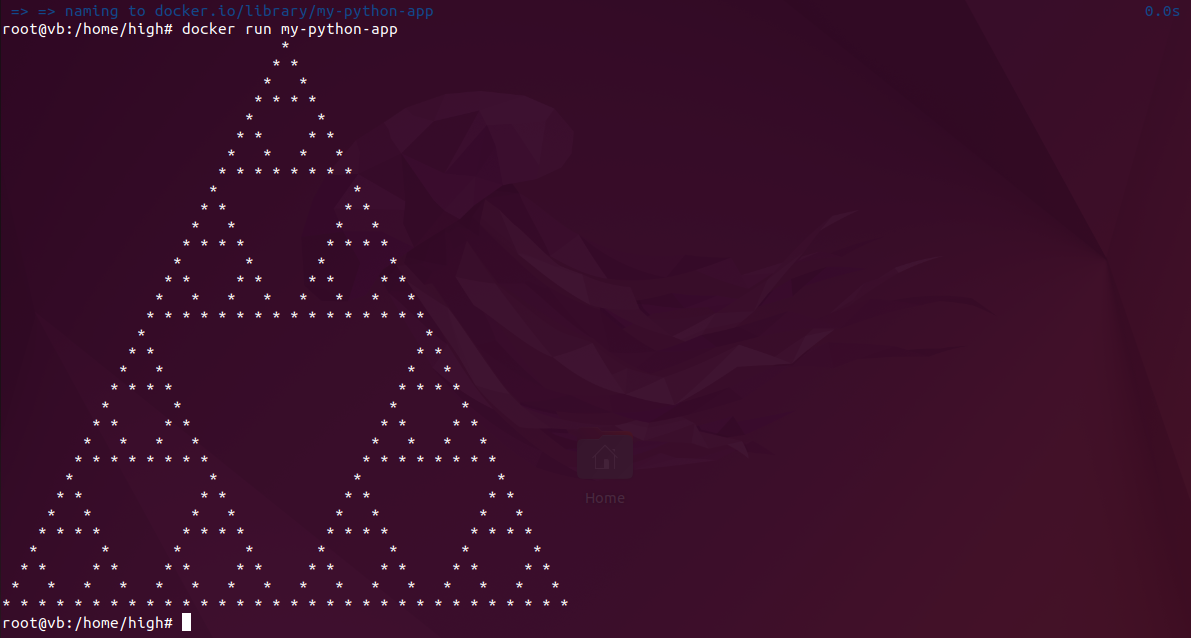 => => naming to docker.io/library/my-python-app 0.0s
root@vb:/home/high# docker run my-python-app
                               *
                              * *
                             *   *
                            * * * *
                           *       *
                          * *     * *
                         *   *   *   *
                        * * * * * * * *
                       *               *
                      * *             * *
                     *   *           *   *
                    * * * *         * * * *
                   *       *       *       *
                  * *     * *     * *     * *
                 *   *   *   *   *   *   *   *
                * * * * * * * * * * * * * * * *
               *                               *
              * *                             * *
             *   *                           *   *
            * * * *                         * * * *
           *       *                       *       *
          * *     * *                     * *     * *
         *   *   *   *                   *   *   *   *
        * * * * * * * *                 * * * * * * * *
       *               *               *               *
      * *             * *             * *             * *
     *   *           *   *           *   *           *   *
    * * * *         * * * *         * * * *         * * * *
   *       *       *       *       *       *       *       *
  * *     * *     * *     * *     * *     * *     * *     * *
 *   *   *   *   *   *   *   *   *   *   *   *   *   *   *   *
* * * * * * * * * * * * * * * * * * * * * * * * * * * * * * * *
root@vb:/home/high#
Home